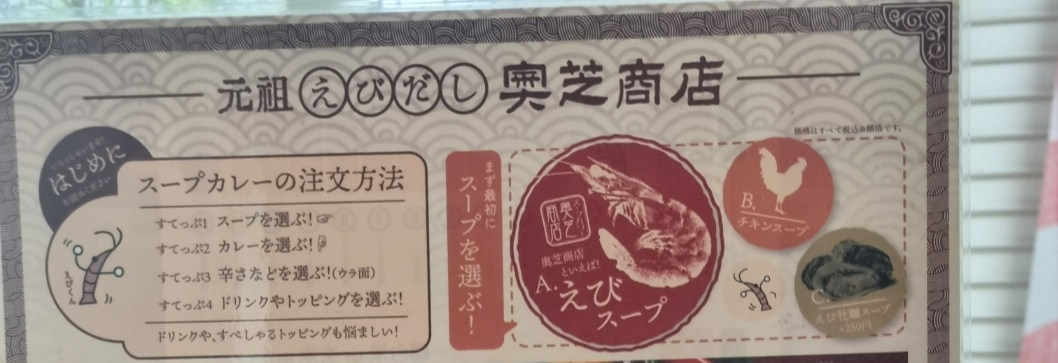 元祖えびだし 奥芝商店
価格はすべて税込み価格です。
はじめに
お読みください
スープカレーの注文方法
すてっぷ1 スープを選ぶ!
すてっぷ2 カレーを選ぶ!
すてっぷ3 辛さなどを選ぶ!(ウラ面)
すてっぷ4 ドリンクやトッピングを選ぶ!
ドリンクや、すぺしゃるトッピングも悩ましい!
えびくん
まず最初に
スープを選ぶ!
奥芝商店
奥芝商店
といえば!
A.えび
スープ
B.
チキンスープ
C.
えび牡蠣スープ
+230円